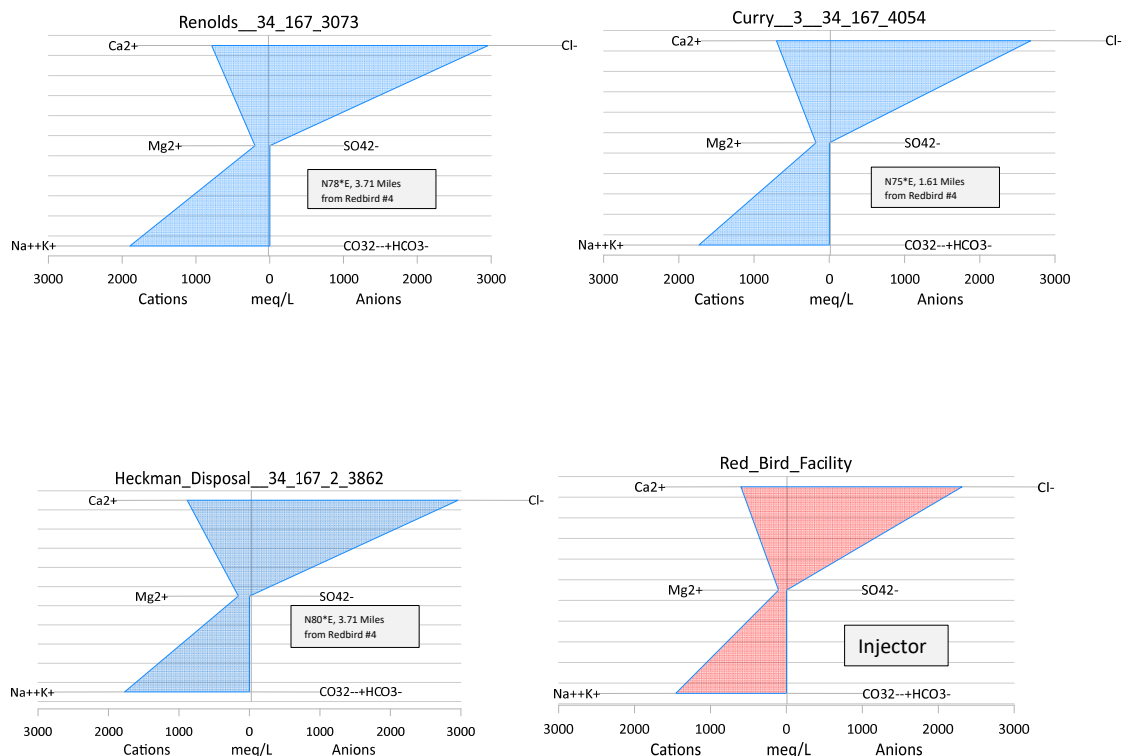 Renolds__34_167_3073
Ca2+
Cl-
Mg2+
SO42-
N78*E, 3.71 Miles
from Redbird #4
Na++K+
CO32--+HCO3-
3000 2000 1000 0 1000 2000 3000
Cations meq/L Anions
Curry__3__34_167_4054
Ca2+
Cl-
Mg2+
SO42-
N75*E, 1.61 Miles
from Redbird #4
Na++K+
CO32--+HCO3-
3000 2000 1000 0 1000 2000 3000
Cations meq/L Anions
Heckman_Disposal__34_167_2_3862
Ca2+
Cl-
Mg2+
SO42-
N80*E, 3.71 Miles
from Redbird #4
Na++K+
CO32--+HCO3-
3000 2000 1000 0 1000 2000 3000
Cations meq/L Anions
Red_Bird_Facility
Ca2+
Cl-
Mg2+
SO42-
Injector
Na++K+
CO32--+HCO3-
3000 2000 1000 0 1000 2000 3000
Cations meq/L Anions